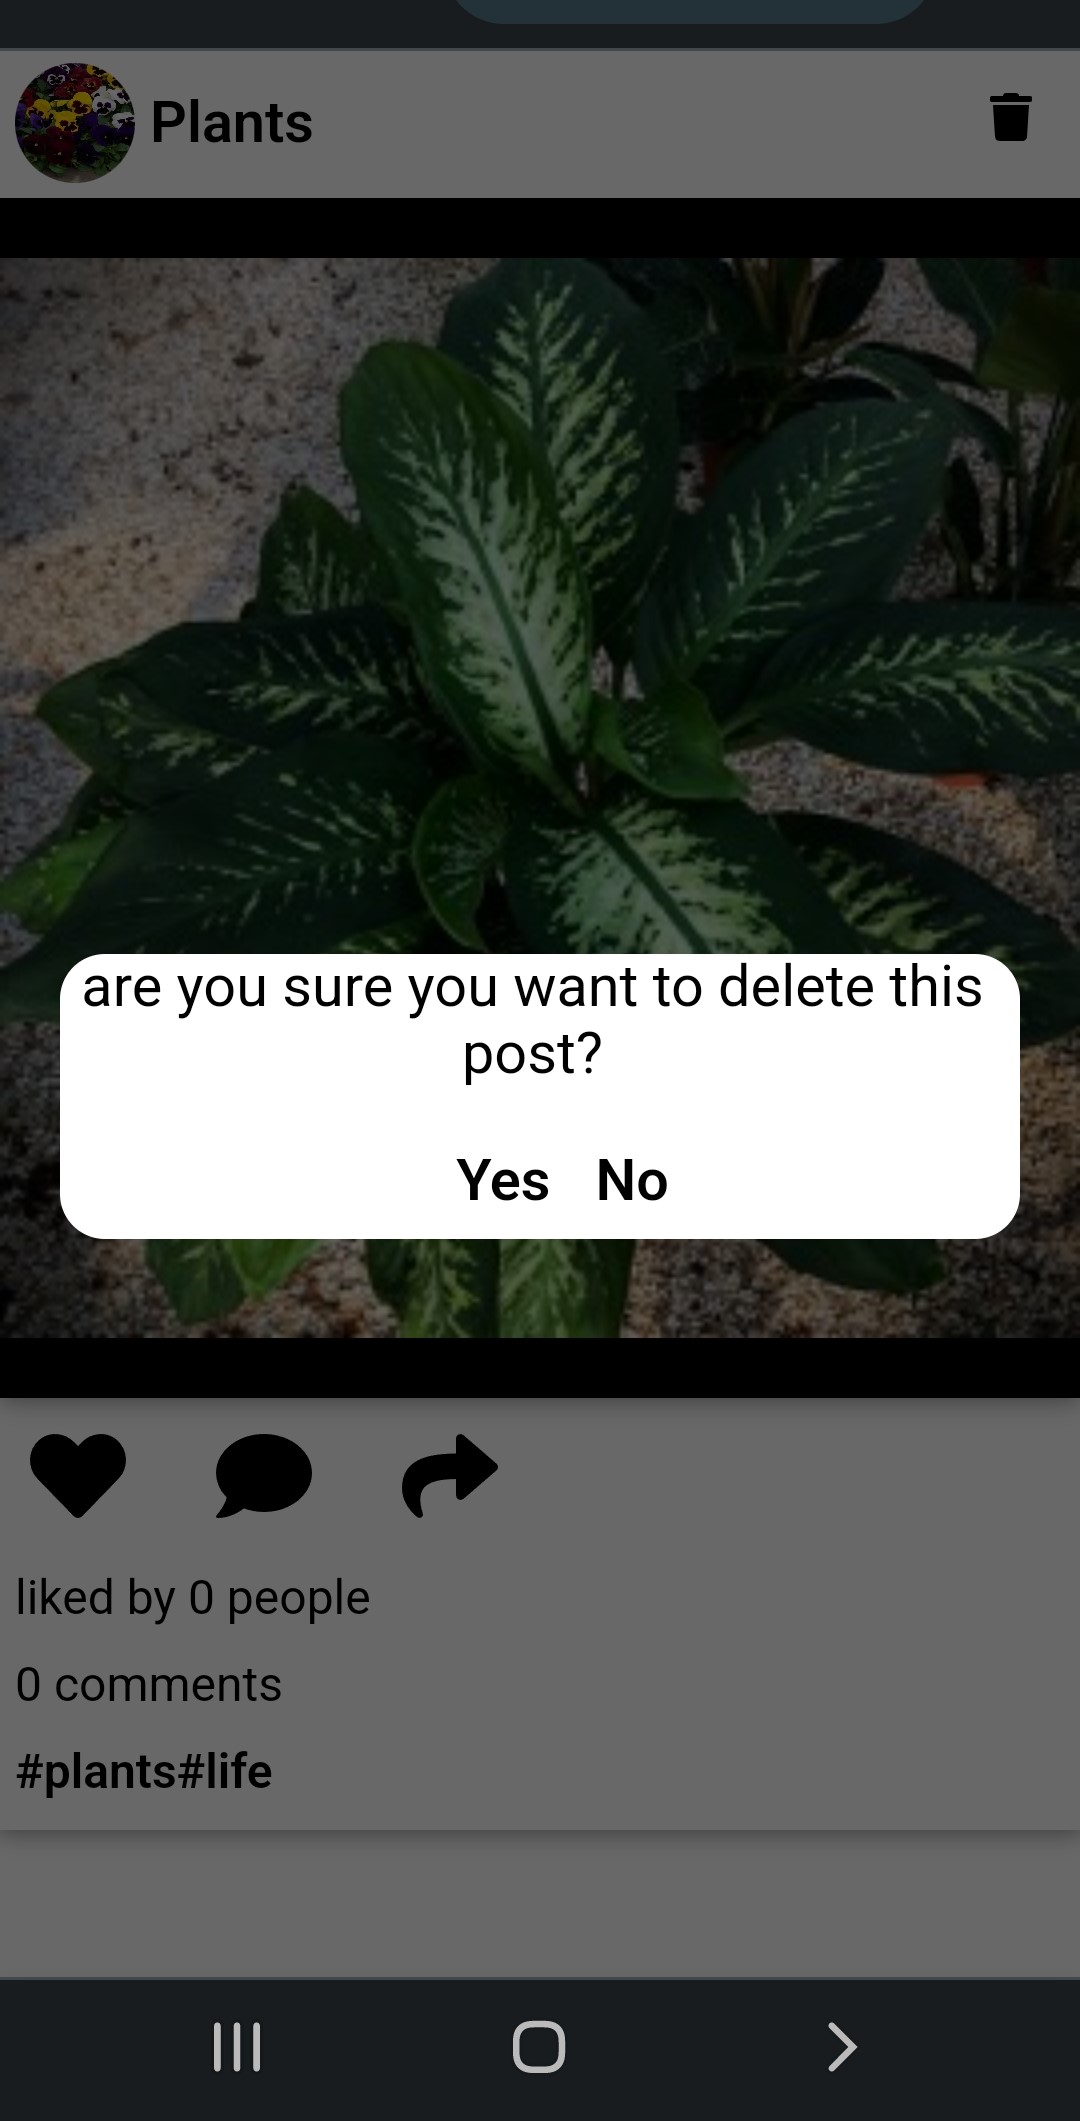 Plants
are you sure you want to delete this
post?
Yes No
liked by 0 people
0 comments
#plants#life